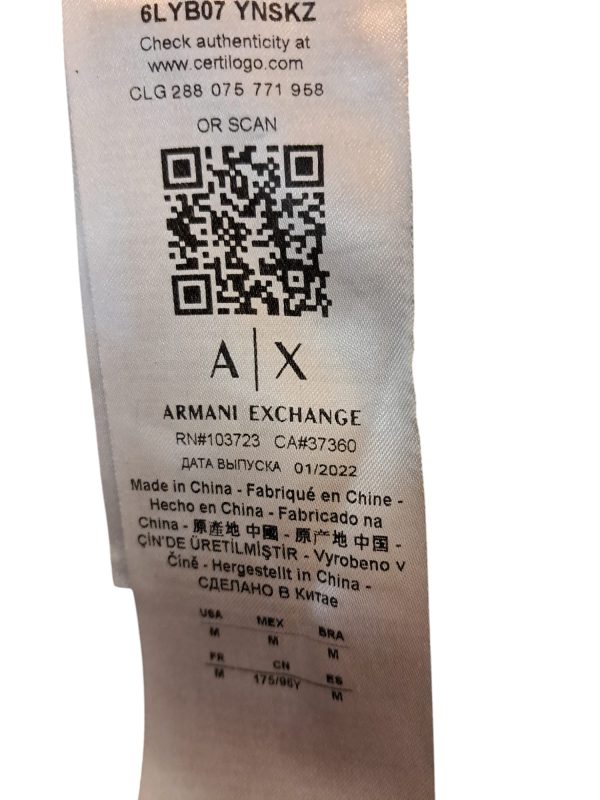 6LYB07 YNSKZ
Check authenticity at
www.certilogo.com
CLG 288 075 771 958
OR SCAN
A|X
ARMANI EXCHANGE
RN#103723 CA#37360
ДАТА ВЫПУСКА 01/2022
Made in China - Fabriqué en Chine -
Hecho en China - Fabricado na
China - 原產地 中國 - 原产地 中国 -
ÇİN'DE ÜRETİLMİŞTİR - Vyrobeno v
Číně - Hergestellt in China -
СДЕЛАНО В Китае
USA MEX BRA
M M M
FR CN ES
M 175/96Y M